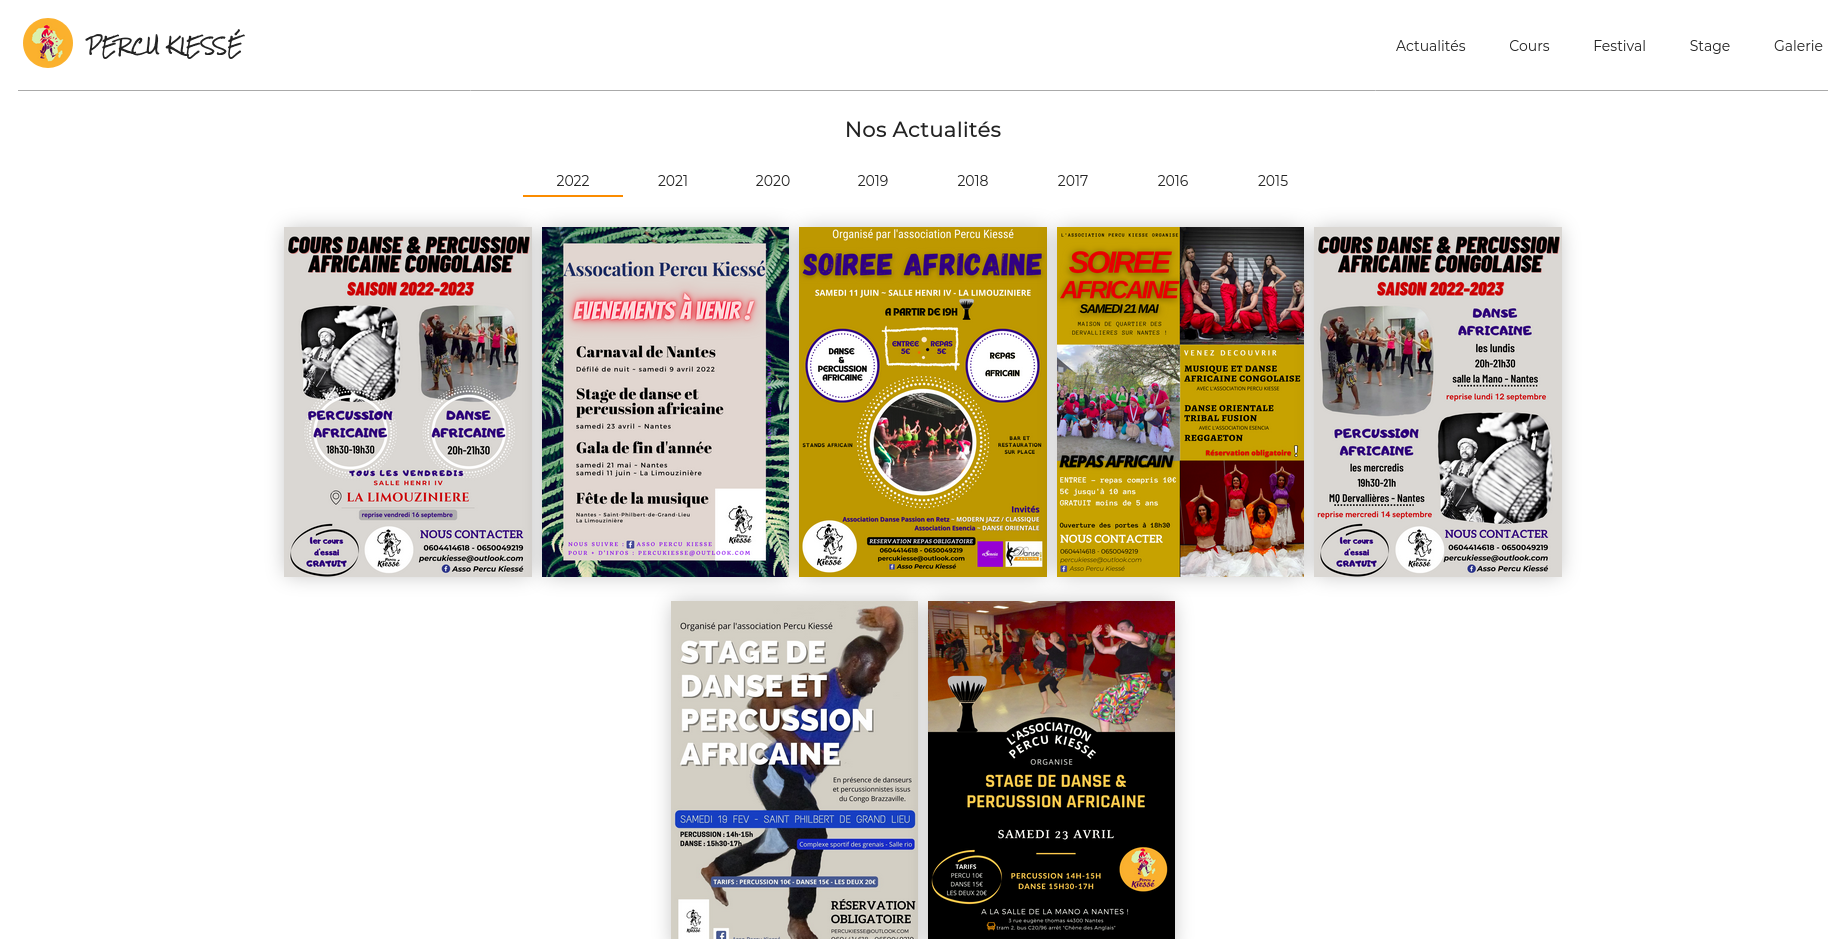 PERCU KIESSÉ
Actualités
Cours
Festival
Stage
Galerie
Nos Actualités
2022
2021
2020
2019
2018
2017
2016
2015
COURS DANSE & PERCUSSION
AFRICAINE CONGOLAISE
SAISON 2022-2023
PERCUSSION
AFRICAINE
18h30-19h30
DANSE
AFRICAINE
20h-21h30
TOUS LES VENDREDIS
SALLE HENRI IV
LA LIMOUZINIERE
reprise vendredi 16 septembre
1er cours
d'essai
GRATUIT
Percu
Kiessé
NOUS CONTACTER
0604414618 - 0650049219
percukiesse@outlook.com
Asso Percu Kiessé
Assocation Percu Kiessé
EVENEMENTS À VENIR !
Carnaval de Nantes
Défilé de nuit - samedi 9 avril 2022
Stage de danse et
percussion africaine
samedi 23 avril - Nantes
Gala de fin d'année
samedi 21 mai - Nantes
samedi 11 juin - La Limouzinière
Fête de la musique
Nantes - Saint-Philbert-de-Grand-Lieu
La Limouzinière
Percu
Kiessé
NOUS SUIVRE : ASSO PERCU KIESSE
POUR + D'INFOS : PERCUKIESSE@OUTLOOK.COM
Organisé par l'association Percu Kiessé
SOIREE AFRICAINE
SAMEDI 11 JUIN – SALLE HENRI IV - LA LIMOUZINIERE
A PARTIR DE 19H
DANSE
&
PERCUSSION
AFRICAINE
ENTREE
5€
REPAS
5€
REPAS
AFRICAIN
STANDS AFRICAIN
BAR ET
RESTAURATION
SUR PLACE
Invités
Association Danse Passion en Retz – MODERN JAZZ / CLASSIQUE
Association Esencia – DANSE ORIENTALE
RESERVATION REPAS OBLIGATOIRE
0604414618 - 0650049219
percukiesse@outlook.com
Asso Percu Kiessé
Percu
Kiessé
Danse
L'ASSOCIATION PERCU KIESSE ORGANISE
SOIREE
AFRICAINE
SAMEDI 21 MAI
MAISON DE QUARTIER DES
DERVALLIERES SUR NANTES !
VENEZ DECOUVRIR
MUSIQUE ET DANSE
AFRICAINE CONGOLAISE
AVEC L'ASSOCIATION PERCU KIESSE
DANSE ORIENTALE
TRIBAL FUSION
AVEC L'ASSOCIATION ESENCIA
REGGAETON
Réservation obligatoire !
REPAS AFRICAIN
ENTREE - repas compris 10€
5€ jusqu'à 10 ans
GRATUIT moins de 5 ans
Ouverture des portes à 18h30
NOUS CONTACTER
0604414618 - 0650049219
percukiesse@outlook.com
Asso Percu Kiessé
COURS DANSE & PERCUSSION
AFRICAINE CONGOLAISE
SAISON 2022-2023
DANSE
AFRICAINE
les lundis
20h-21h30
salle la Mano - Nantes
reprise lundi 12 septembre
PERCUSSION
AFRICAINE
les mercredis
19h30-21h
MQ Dervallières - Nantes
reprise mercredi 14 septembre
1er cours
d'essai
GRATUIT
Percu
Kiessé
NOUS CONTACTER
0604414618 - 0650049219
percukiesse@outlook.com
Asso Percu Kiessé
Organisé par l'association Percu Kiessé
STAGE DE
DANSE ET
PERCUSSION
AFRICAINE
En présence de danseurs
et percussionnistes issus
du Congo Brazzaville.
SAMEDI 19 FEV - SAINT PHILBERT DE GRAND LIEU
PERCUSSION : 14h-15h
DANSE : 15h30-17h
Complexe sportif des grenais - Salle rio
TARIFS : PERCUSSION 10€ - DANSE 15€ - LES DEUX 20€
RÉSERVATION
OBLIGATOIRE
PERCUKIESSE@OUTLOOK.COM
L'ASSOCIATION
PERCU KIESSE
ORGANISE
STAGE DE DANSE &
PERCUSSION AFRICAINE
SAMEDI 23 AVRIL
TARIFS
PERCU 10€
DANSE 15€
LES DEUX 20€
PERCUSSION 14H-15H
DANSE 15H30-17H
Percu
Kiessé
A LA SALLE DE LA MANO A NANTES !
3 rue eugène thomas 44300 Nantes
tram 2, bus C20/96 arrêt "Chêne des Anglais"